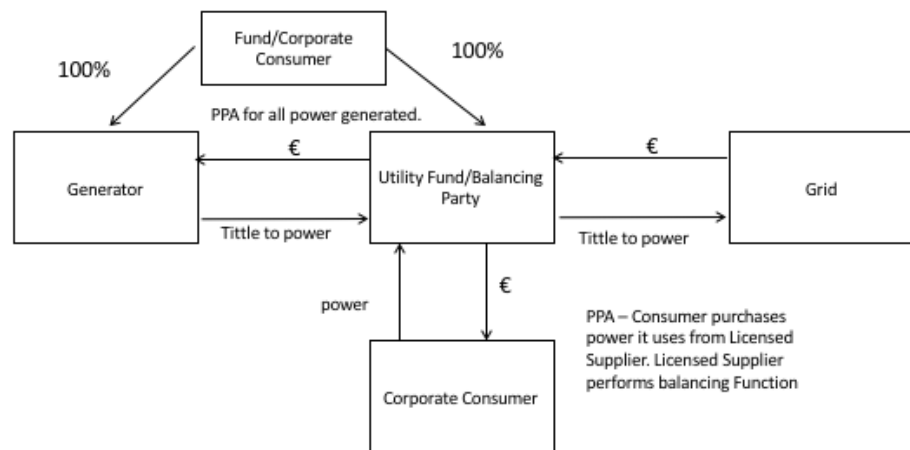 Fund/Corporate
Consumer
100%
100%
PPA for all power generated.
€
€
Generator
Utility Fund/Balancing
Party
Grid
Tittle to power
Tittle to power
power
€
PPA – Consumer purchases
power it uses from Licensed
Supplier. Licensed Supplier
performs balancing Function
Corporate Consumer